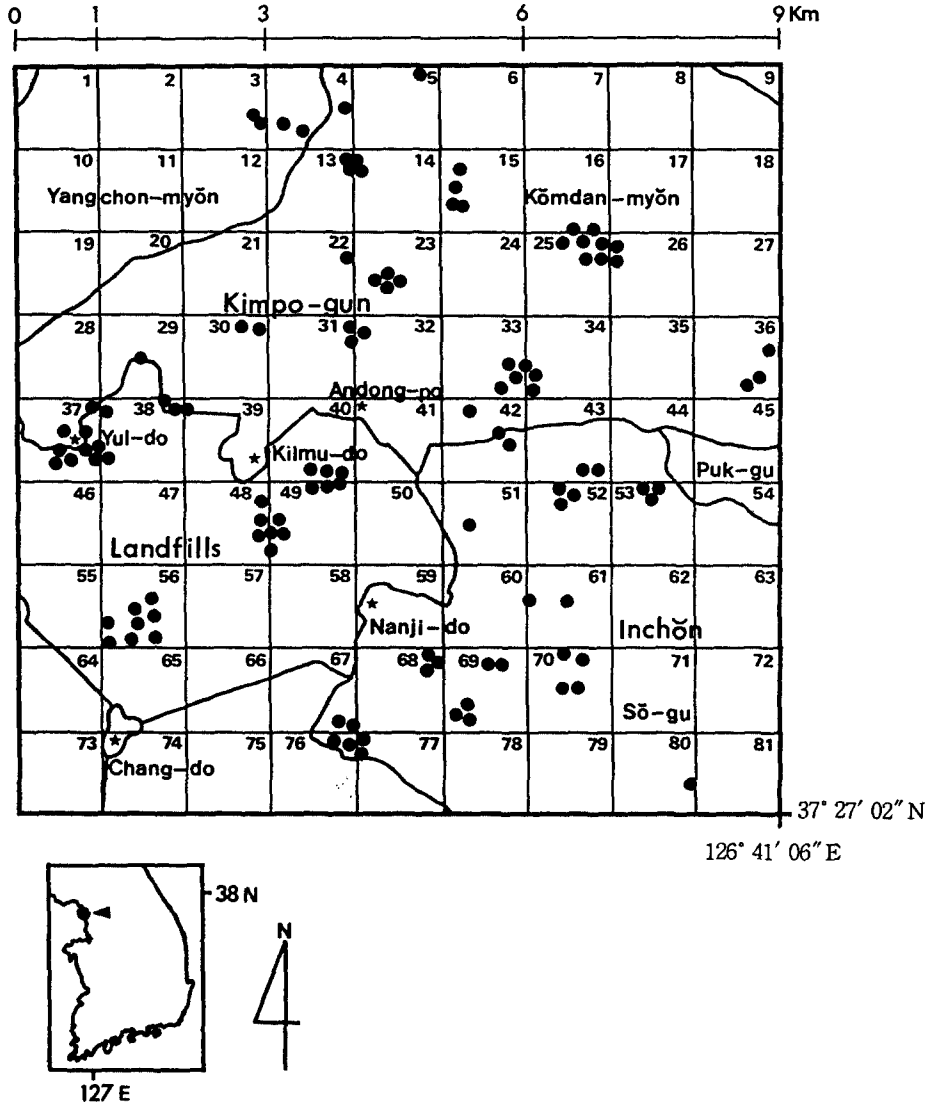 0 1 3 6 9 Km
1 2 3 4 5 6 7 8 9
10 11 12 13 14 15 16 17 18
Yangchon-myŏn Kŏmdan-myŏn
19 20 21 22 23 24 25 26 27
Kimpo-gun
28 29 30 31 32 33 34 35 36
Andong-po
37 38 39 40 41 42 43 44 45
Yul-do Kilmu-do Puk-gu
46 47 48 49 50 51 52 53 54
Landfills
55 56 57 58 59 60 61 62 63
Nanji-do Inchŏn
64 65 66 67 68 69 70 71 72
Sŏ-gu
73 74 75 76 77 78 79 80 81
Chang-do
37° 27′ 02″ N
126° 41′ 06″ E
38 N
N
127 E